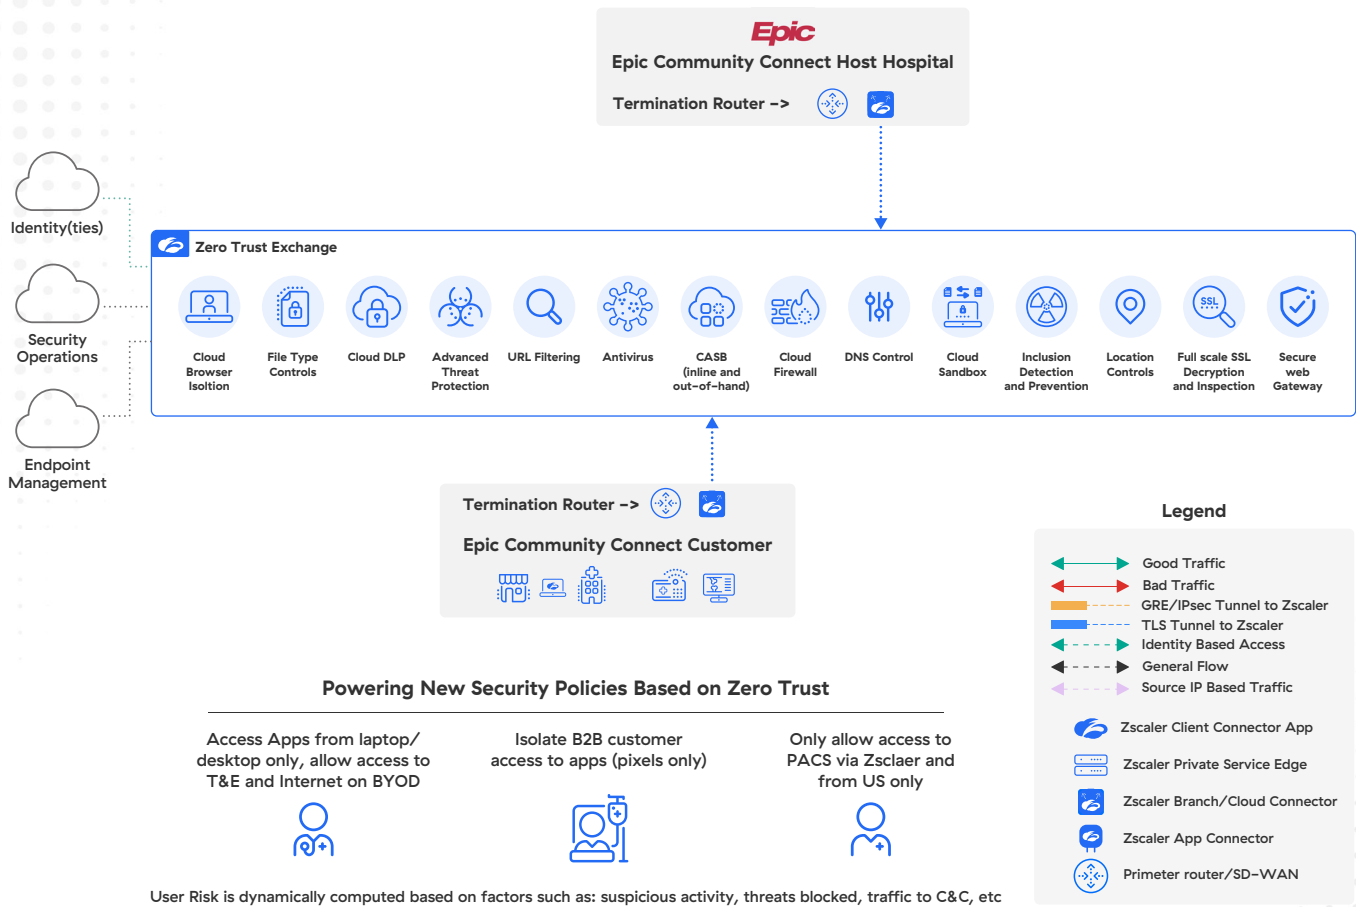 Epic
Epic Community Connect Host Hospital
Termination Router ->
Identity(ties)
Security
Operations
Endpoint
Management
Zero Trust Exchange
Cloud
Browser
Isoltion
File Type
Controls
Cloud DLP
Advanced
Threat
Protection
URL Filtering
Antivirus
CASB
(inline and
out-of-hand)
Cloud
Firewall
DNS Control
Cloud
Sandbox
Inclusion
Detection
and Prevention
Location
Controls
SSL
Full scale SSL
Decryption
and Inspection
Secure
web
Gateway
Termination Router ->
Epic Community Connect Customer
Legend
Good Traffic
Bad Traffic
GRE/IPsec Tunnel to Zscaler
TLS Tunnel to Zscaler
Identity Based Access
General Flow
Source IP Based Traffic
Zscaler Client Connector App
Zscaler Private Service Edge
Zscaler Branch/Cloud Connector
Zscaler App Connector
Primeter router/SD-WAN
Powering New Security Policies Based on Zero Trust
Access Apps from laptop/
desktop only, allow access to
T&E and Internet on BYOD
Isolate B2B customer
access to apps (pixels only)
Only allow access to
PACS via Zsclaer and
from US only
User Risk is dynamically computed based on factors such as: suspicious activity, threats blocked, traffic to C&C, etc